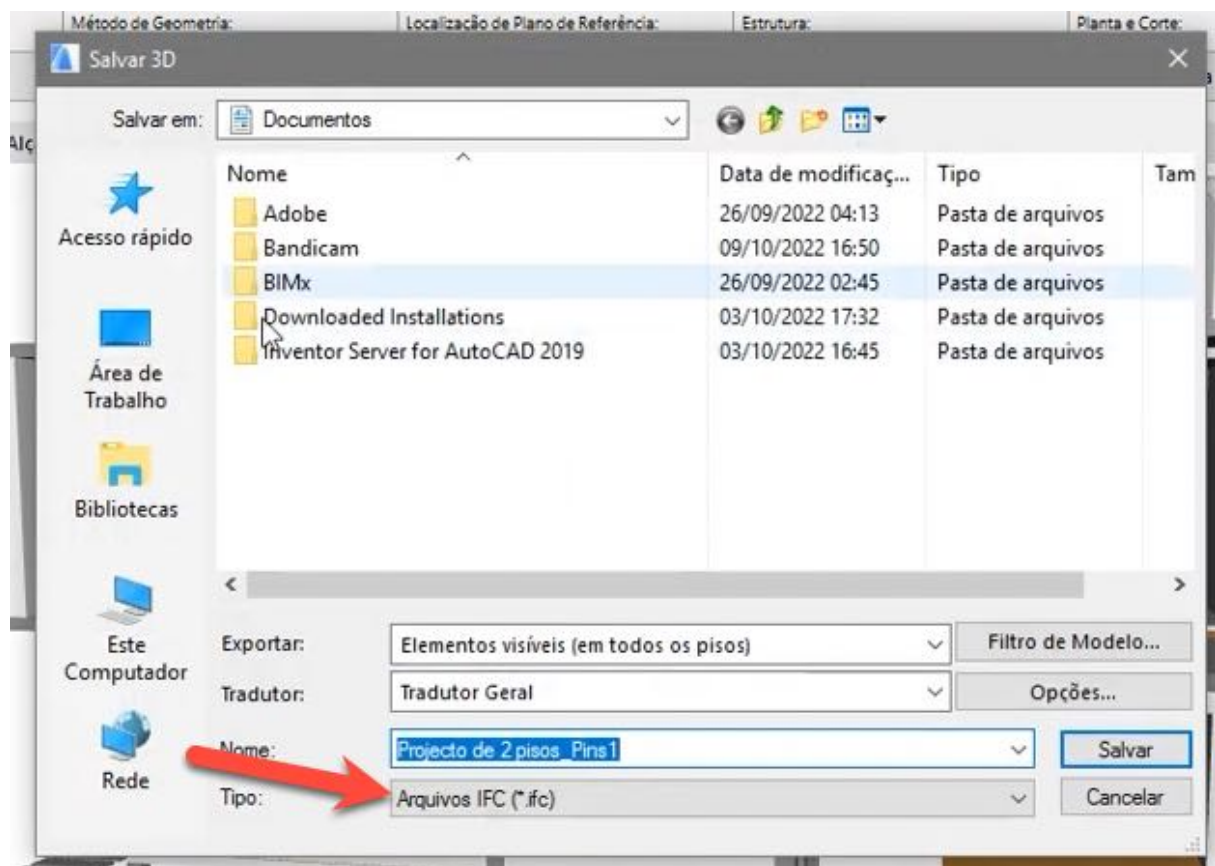 Método de Geometria: Localização de Plano de Referência: Estrutura: Planta e Corte:
Salvar 3D
Salvar em: Documentos
Alç
Nome Data de modificaç... Tipo Tam
Adobe 26/09/2022 04:13 Pasta de arquivos
Bandicam 09/10/2022 16:50 Pasta de arquivos
BIMx 26/09/2022 02:45 Pasta de arquivos
Downloaded Installations 03/10/2022 17:32 Pasta de arquivos
Inventor Server for AutoCAD 2019 03/10/2022 16:45 Pasta de arquivos
Acesso rápido
Área de
Trabalho
Bibliotecas
Este
Computador
Rede
Exportar: Elementos visíveis (em todos os pisos) Filtro de Modelo...
Tradutor: Tradutor Geral Opções...
Nome: Projecto de 2 pisos_Pins1 Salvar
Tipo: Arquivos IFC (*.ifc) Cancelar